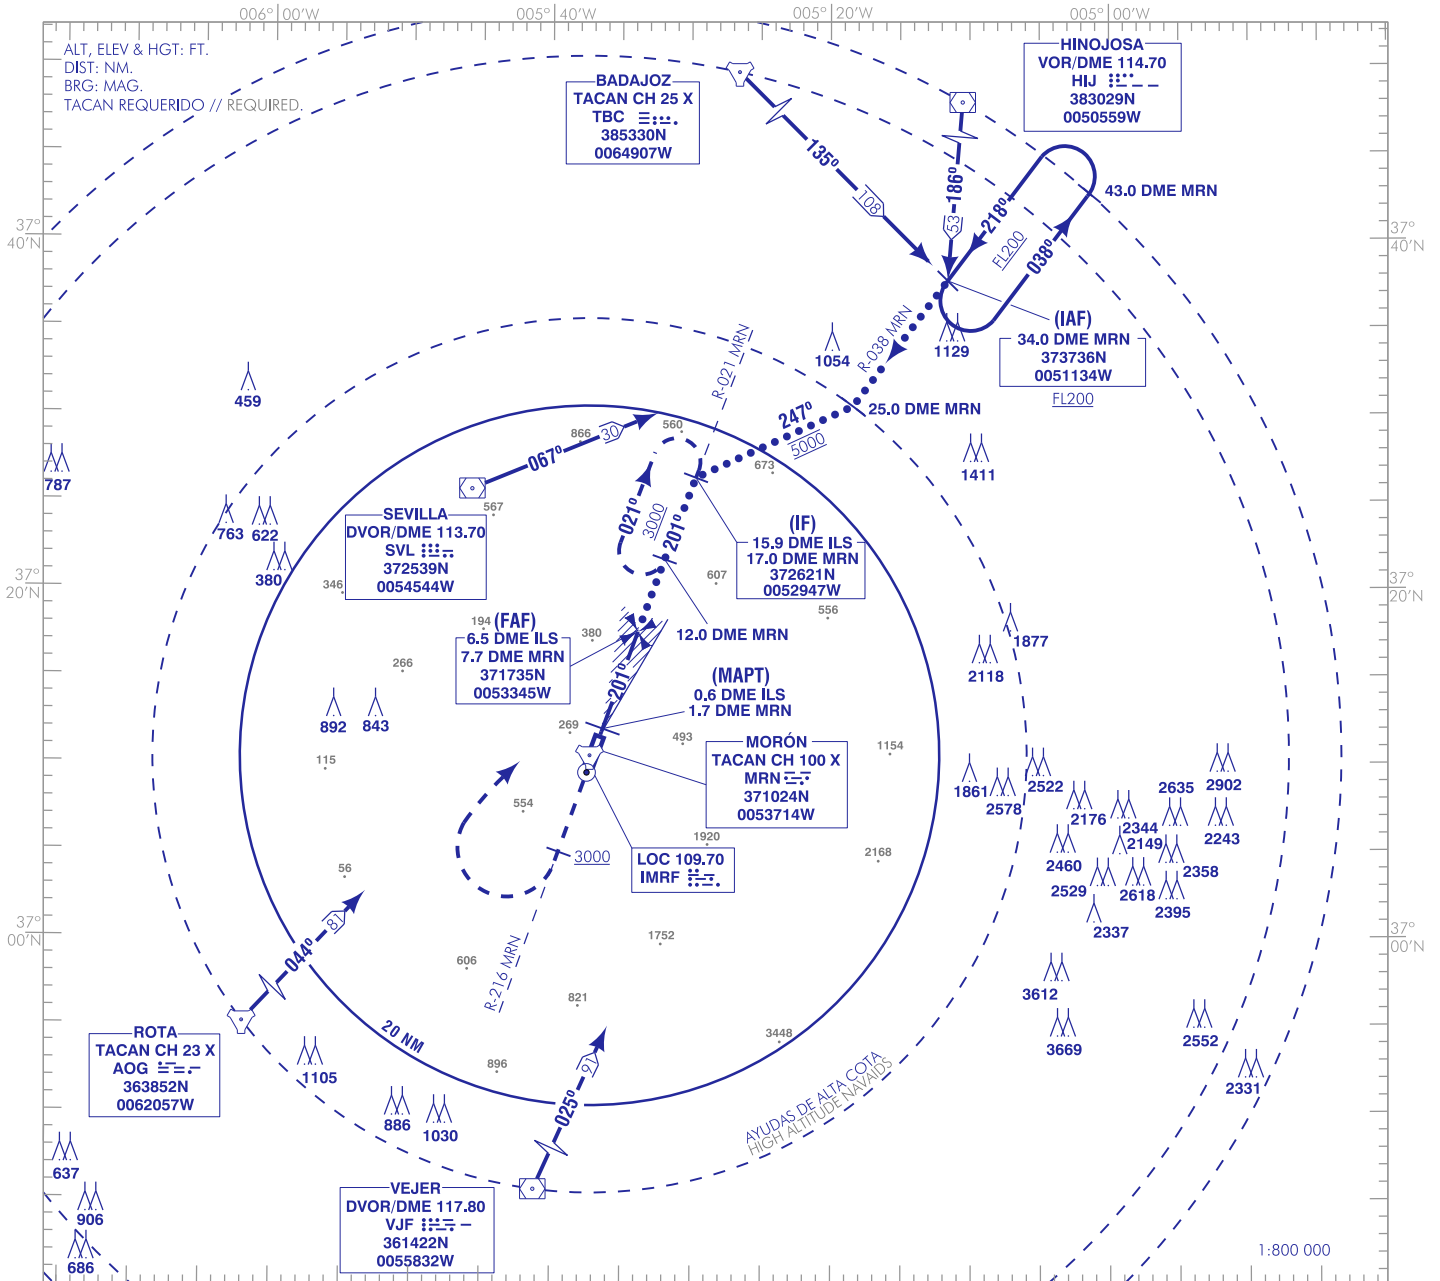 006° 00'W
005° 40'W
005° 20'W
005° 00'W
ALT, ELEV & HGT: FT.
DIST: NM.
BRG: MAG.
TACAN REQUERIDO // REQUIRED.
BADAJOZ
TACAN CH 25 X
TBC
385330N
0064907W
HINOJOSA
VOR/DME 114.70
HIJ
383029N
0050559W
135°
108
186°
53
218°
FL200
038°
43.0 DME MRN
37°
40'N
37°
40'N
(IAF)
34.0 DME MRN
373736N
0051134W
FL200
1129
1054
R-038 MRN
R-021 MRN
25.0 DME MRN
247°
5000
459
787
763
622
380
866
560
673
067°
30
567
SEVILLA
DVOR/DME 113.70
SVL
372539N
0054544W
021°
3000
201°
(IF)
15.9 DME ILS
17.0 DME MRN
372621N
0052947W
1411
37°
20'N
37°
20'N
346
194
380
607
556
12.0 DME MRN
(FAF)
6.5 DME ILS
7.7 DME MRN
371735N
0053345W
201°
266
892
843
1877
2118
(MAPT)
0.6 DME ILS
1.7 DME MRN
269
493
115
1154
MORÓN
TACAN CH 100 X
MRN
371024N
0053714W
554
1920
2168
3000
LOC 109.70
IMRF
56
1861
2578
2522
2176
2344
2635
2902
2243
2149
2460
2358
2529
2618
2395
2337
37°
00'N
37°
00'N
81
044°
606
R-216 MRN
1752
821
3448
896
20 NM
3612
3669
2552
2331
ROTA
TACAN CH 23 X
AOG
363852N
0062057W
1105
886
1030
91
025°
AYUDAS DE ALTA COTA
HIGH ALTITUDE NAVAIDS
637
906
686
VEJER
DVOR/DME 117.80
VJF
361422N
0055832W
1:800 000